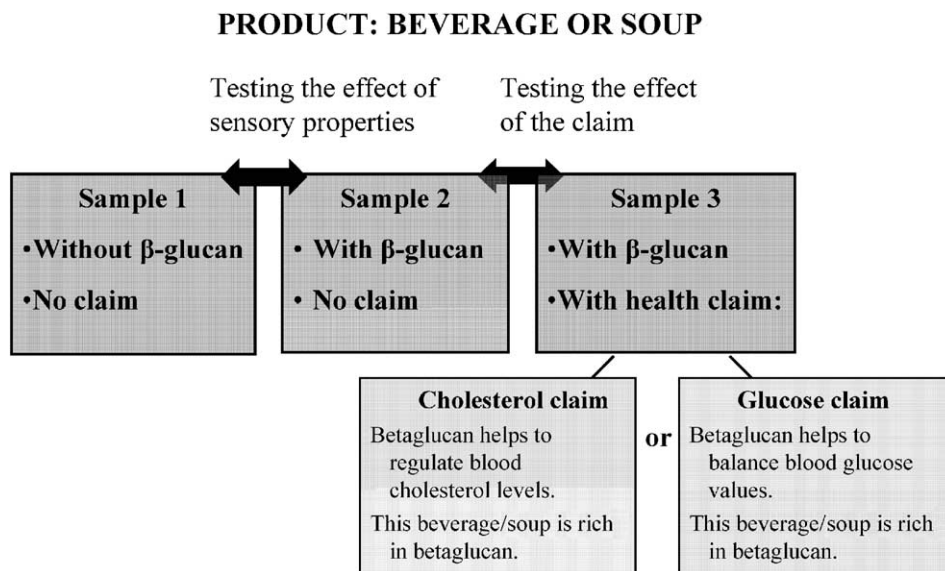 PRODUCT: BEVERAGE OR SOUP
Testing the effect of
sensory properties
Testing the effect
of the claim
Sample 1
•Without β-glucan
•No claim
Sample 2
• With β-glucan
• No claim
Sample 3
•With β-glucan
•With health claim:
Cholesterol claim
Betaglucan helps to
regulate blood
cholesterol levels.
This beverage/soup is rich
in betaglucan.
or
Glucose claim
Betaglucan helps to
balance blood glucose
values.
This beverage/soup is rich
in betaglucan.